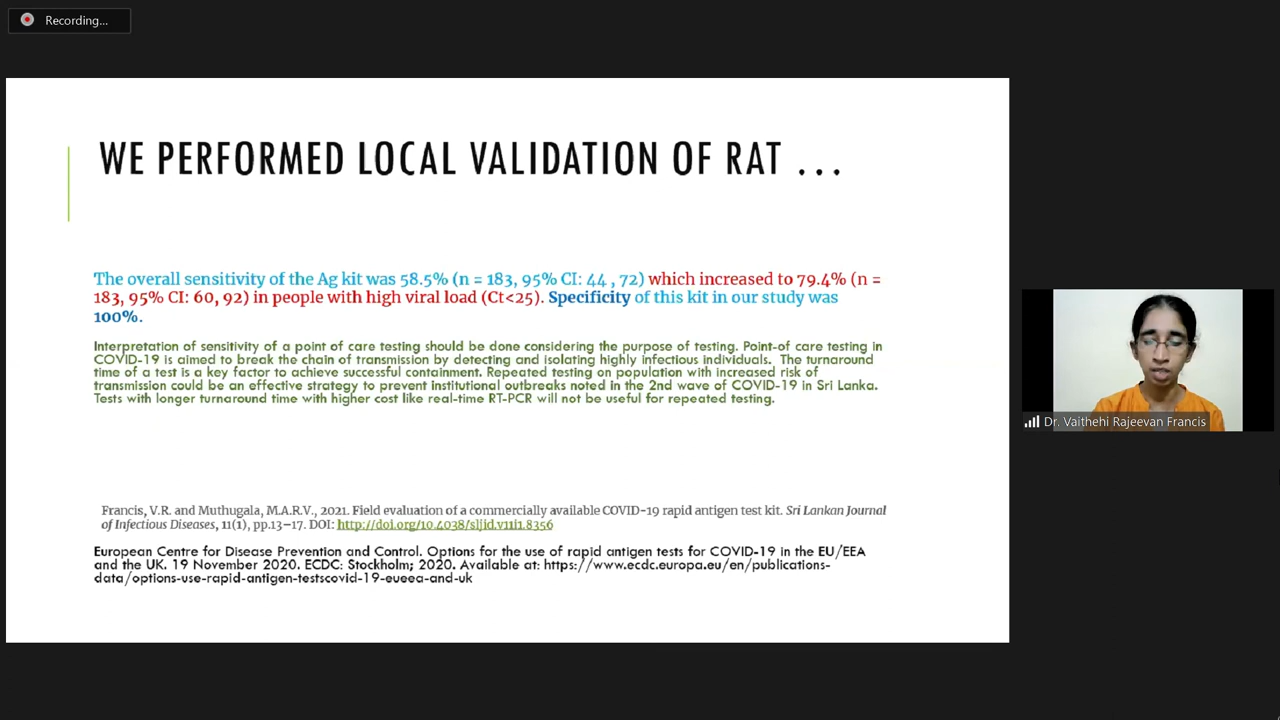 Recording...
WE PERFORMED LOCAL VALIDATION OF RAT ...
The overall sensitivity of the Ag kit was 58.5% (n = 183, 95% CI: 44 , 72) which increased to 79.4% (n =
183, 95% CI: 60, 92) in people with high viral load (Ct<25). Specificity of this kit in our study was
100%.
Interpretation of sensitivity of a point of care testing should be done considering the purpose of testing. Point-of care testing in
COVID-19 is aimed to break the chain of transmission by detecting and isolating highly infectious individuals. The turnaround
time of a test is a key factor to achieve successful containment. Repeated testing on population with increased risk of
transmission could be an effective strategy to prevent institutional outbreaks noted in the 2nd wave of COVID-19 in Sri Lanka.
Tests with longer turnaround time with higher cost like real-time RT-PCR will not be useful for repeated testing.
Dr. Vaithehi Rajeevan Francis
Francis, V.R. and Muthugala, M.A.R.V., 2021. Field evaluation of a commercially available COVID-19 rapid antigen test kit. Sri Lankan Journal
of Infectious Diseases, 11(1), pp.13–17. DOI: http://doi.org/10.4038/sljid.v11i1.8356
European Centre for Disease Prevention and Control. Options for the use of rapid antigen tests for COVID-19 in the EU/EEA
and the UK. 19 November 2020. ECDC: Stockholm; 2020. Available at: https://www.ecdc.europa.eu/en/publications-
data/options-use-rapid-antigen-testscovid-19-eueea-and-uk